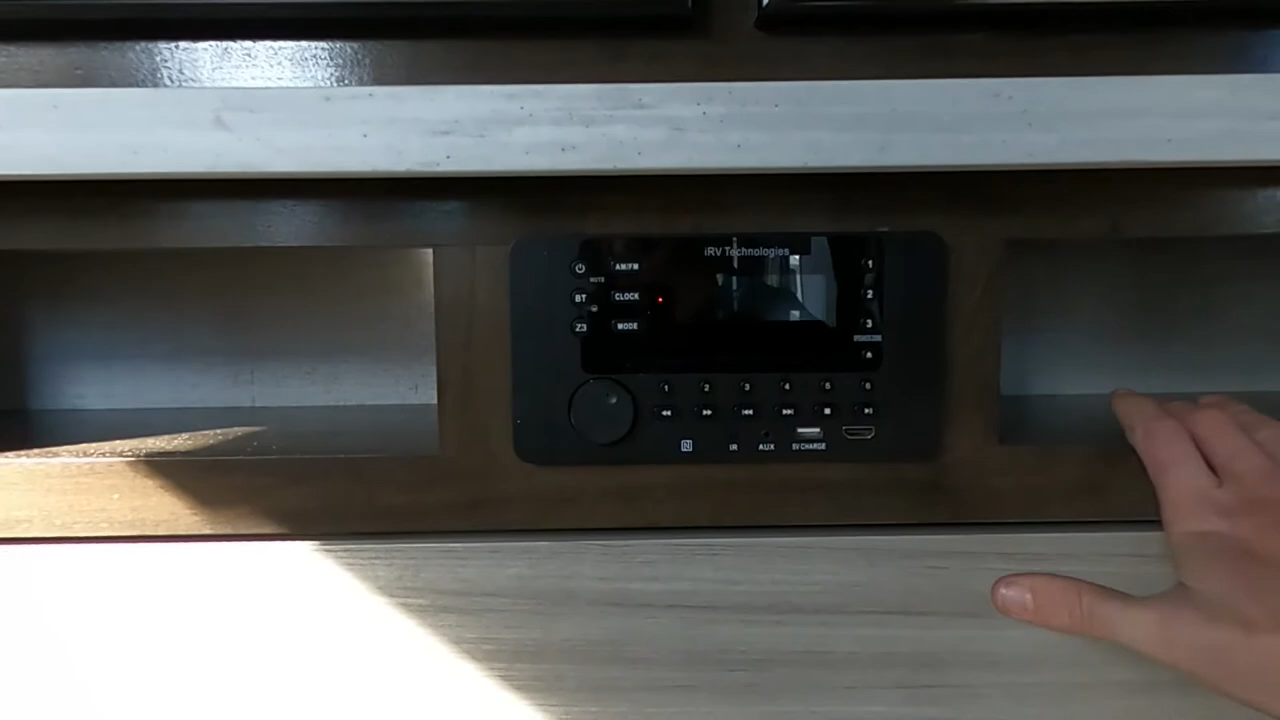 iRV Technologies
AM/FM
1
MUTE
BT
CLOCK
2
Z3
MODE
3
1 2 3 4 5 6
N
IR
AUX
5V CHARGE